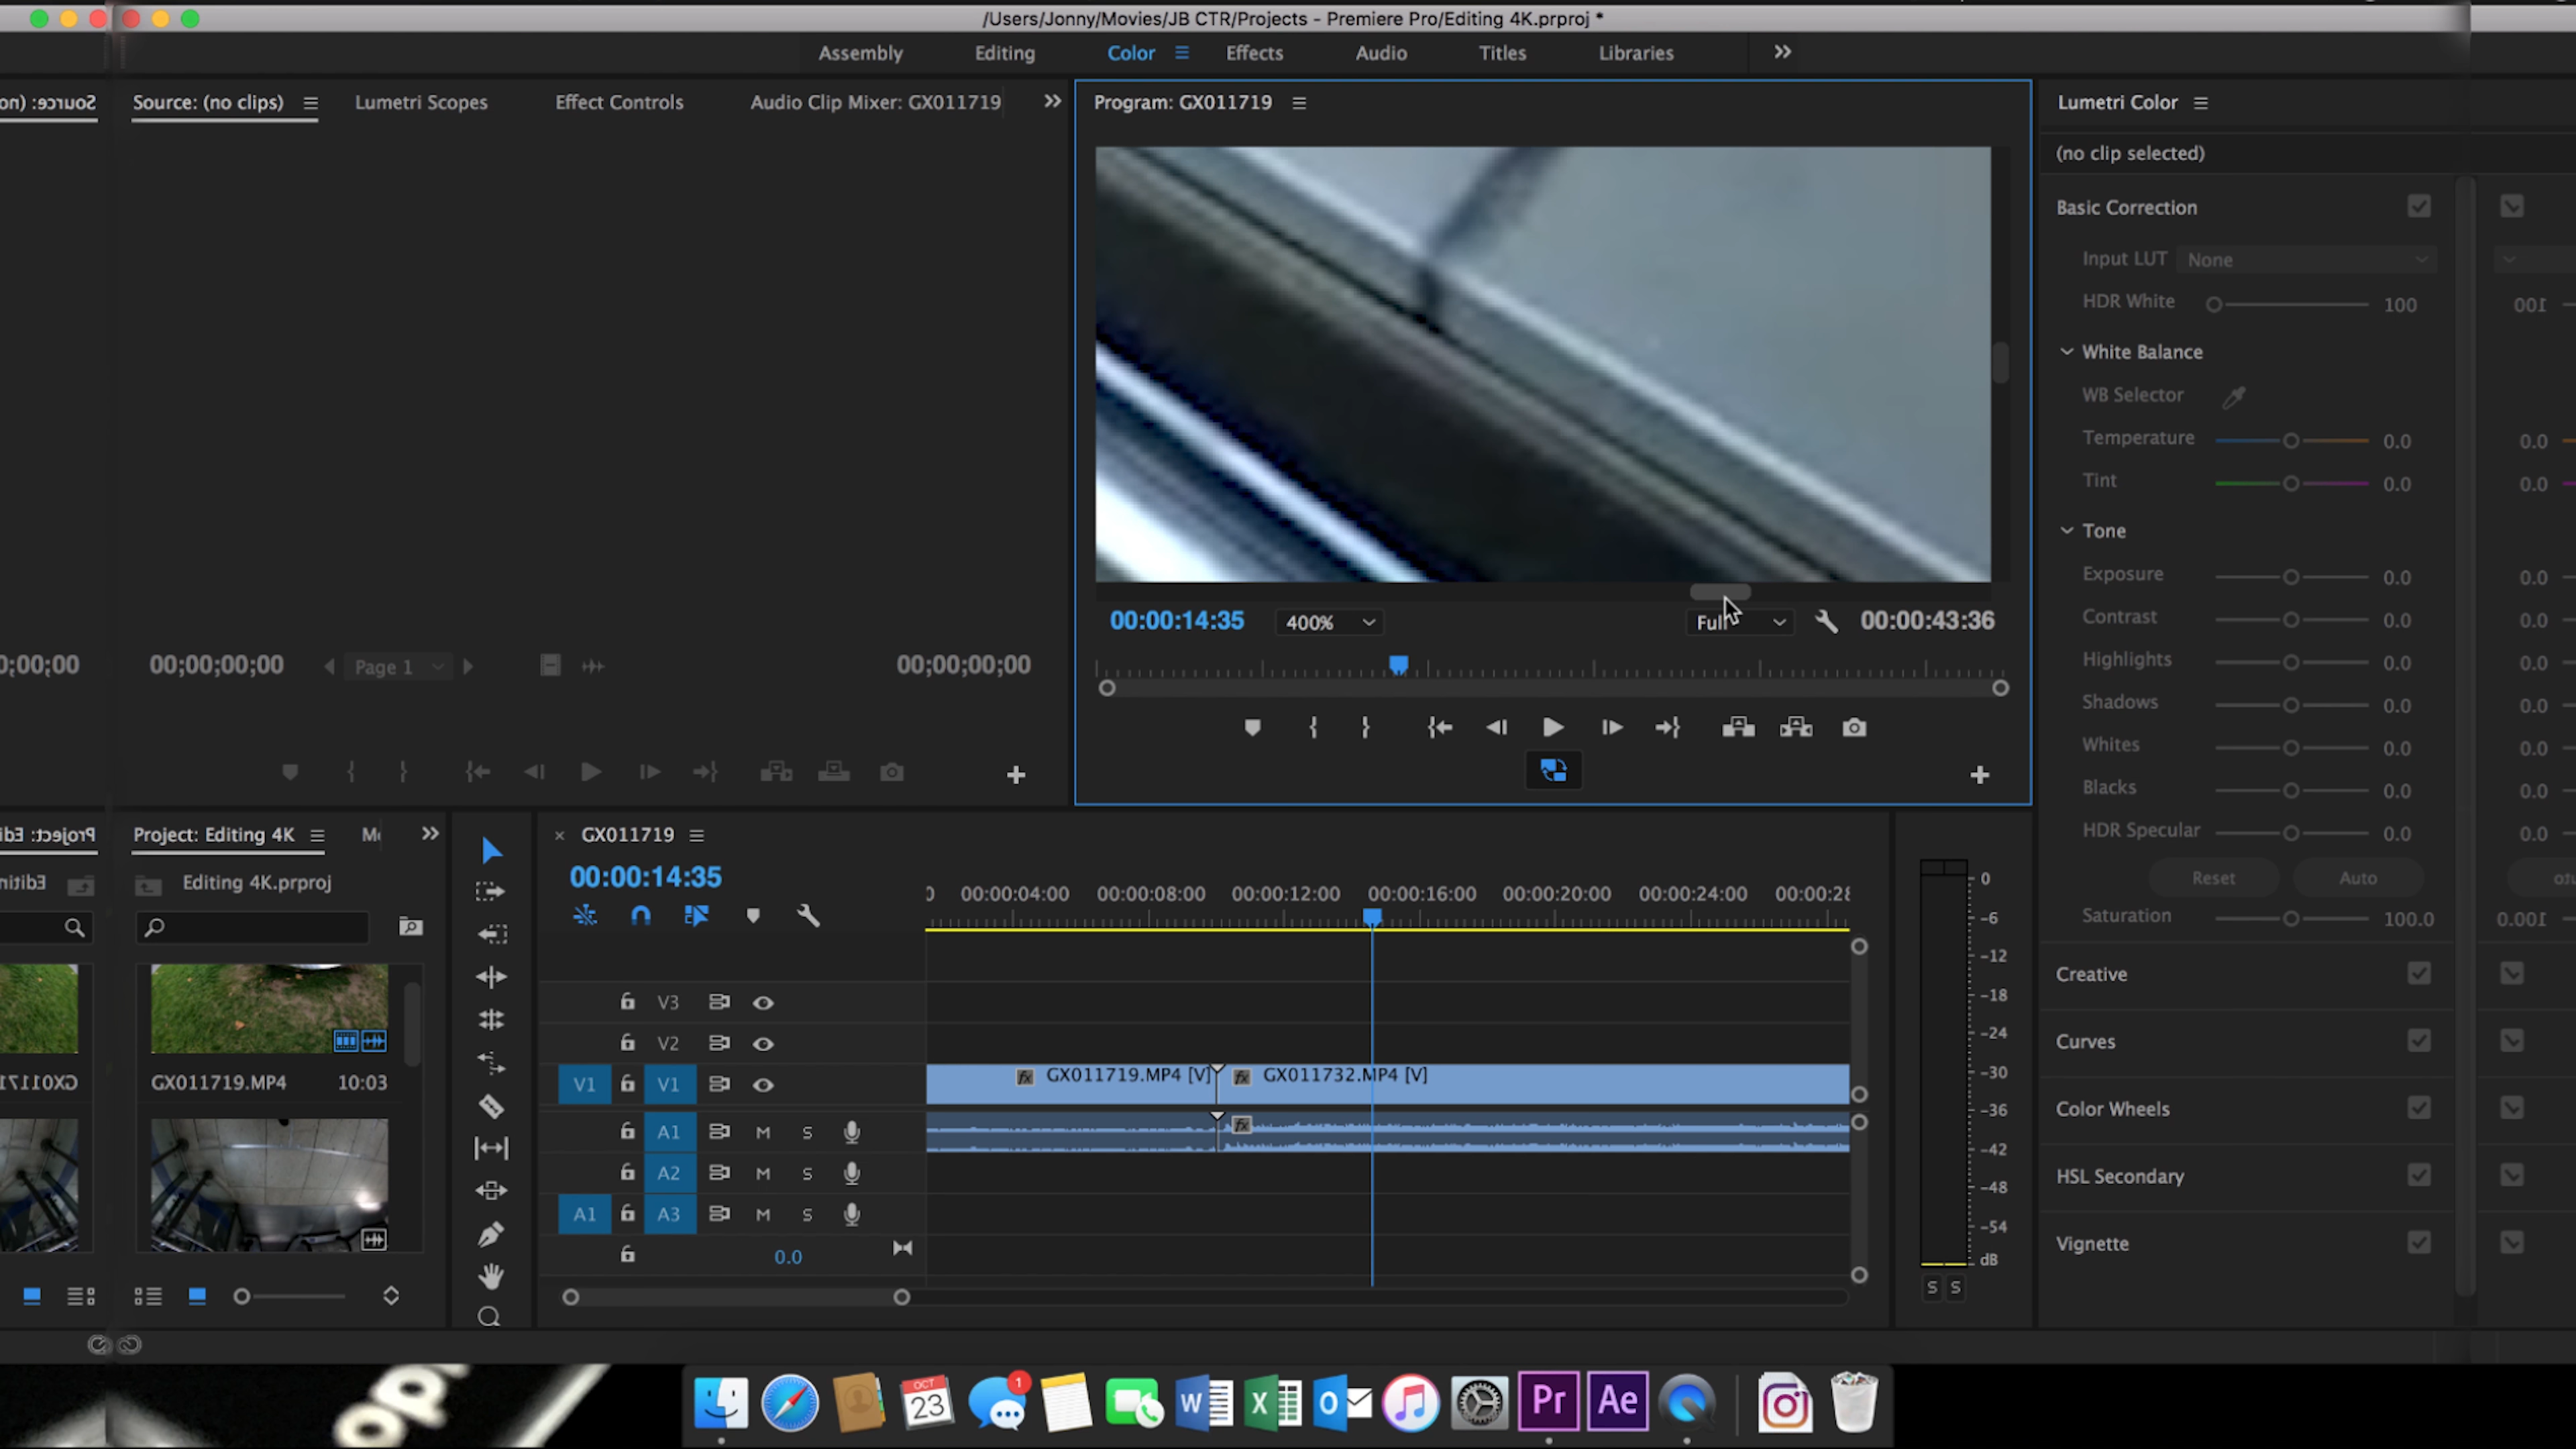 /Users/Jonny/Movies/JB CTR/Projects - Premiere Pro/Editing 4K.prproj *
Assembly Editing Color Effects Audio Titles Libraries
Source: (no clips) Lumetri Scopes Effect Controls Audio Clip Mixer: GX011719
Program: GX011719
Lumetri Color
(no clip selected)
Basic Correction
Input LUT None
HDR White 100
White Balance
WB Selector
Temperature 0.0
Tint 0.0
Tone
Exposure 0.0
Contrast 0.0
Highlights 0.0
Shadows 0.0
Whites 0.0
Blacks 0.0
HDR Specular 0.0
Reset Auto
Saturation 100.0
Creative
Curves
Color Wheels
HSL Secondary
Vignette
00:00:14:35 400% Full 00:00:43:36
00;00;00;00 Page 1 00;00;00;00
Project: Editing 4K
Editing 4K.prproj
GX011719.MP4 10:03
GX011719
00:00:14:35
00:00:04:00 00:00:08:00 00:00:12:00 00:00:16:00 00:00:20:00 00:00:24:00 00:00:28
V3
V2
V1 V1
fx GX011719.MP4 [V] fx GX011732.MP4 [V]
A1 M S fx
A2 M S
A1 A3 M S
0.0
0
-6
-12
-18
-24
-30
-36
-42
-48
-54
dB
S S
OCT
23
1
W X O Pr Ae